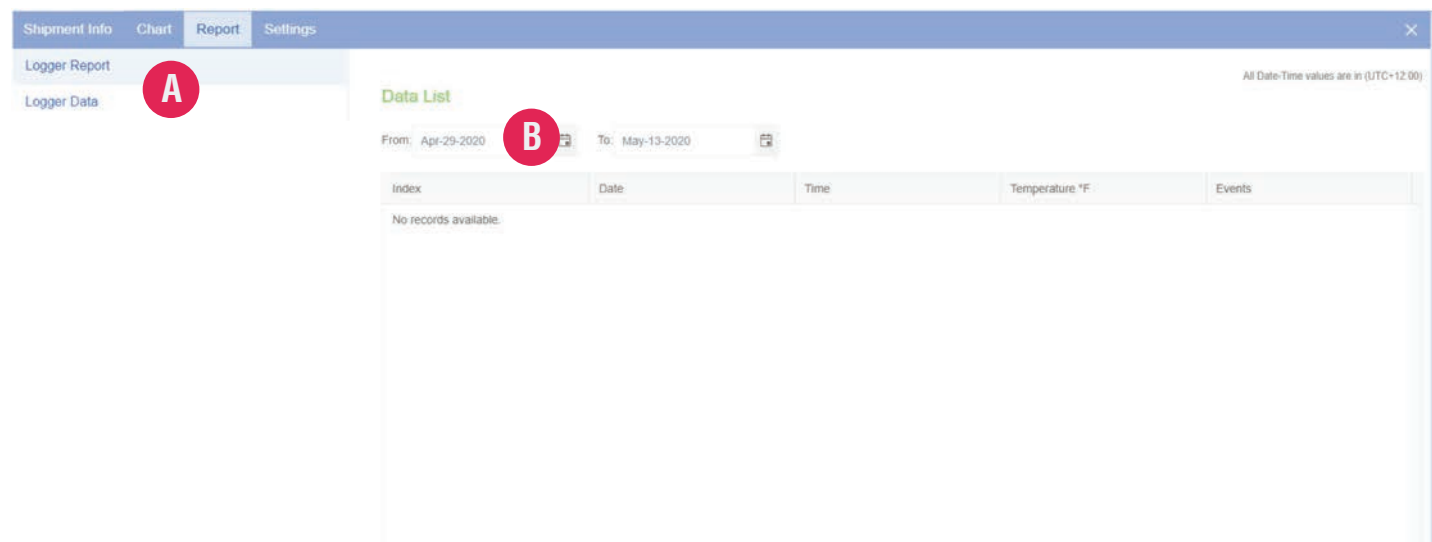 Shipment Info Chart Report Settings
Logger Report
A
Logger Data
All Date-Time values are in (UTC+12:00)
Data List
From: Apr-29-2020 B To: May-13-2020
Index Date Time Temperature °F Events
No records available.